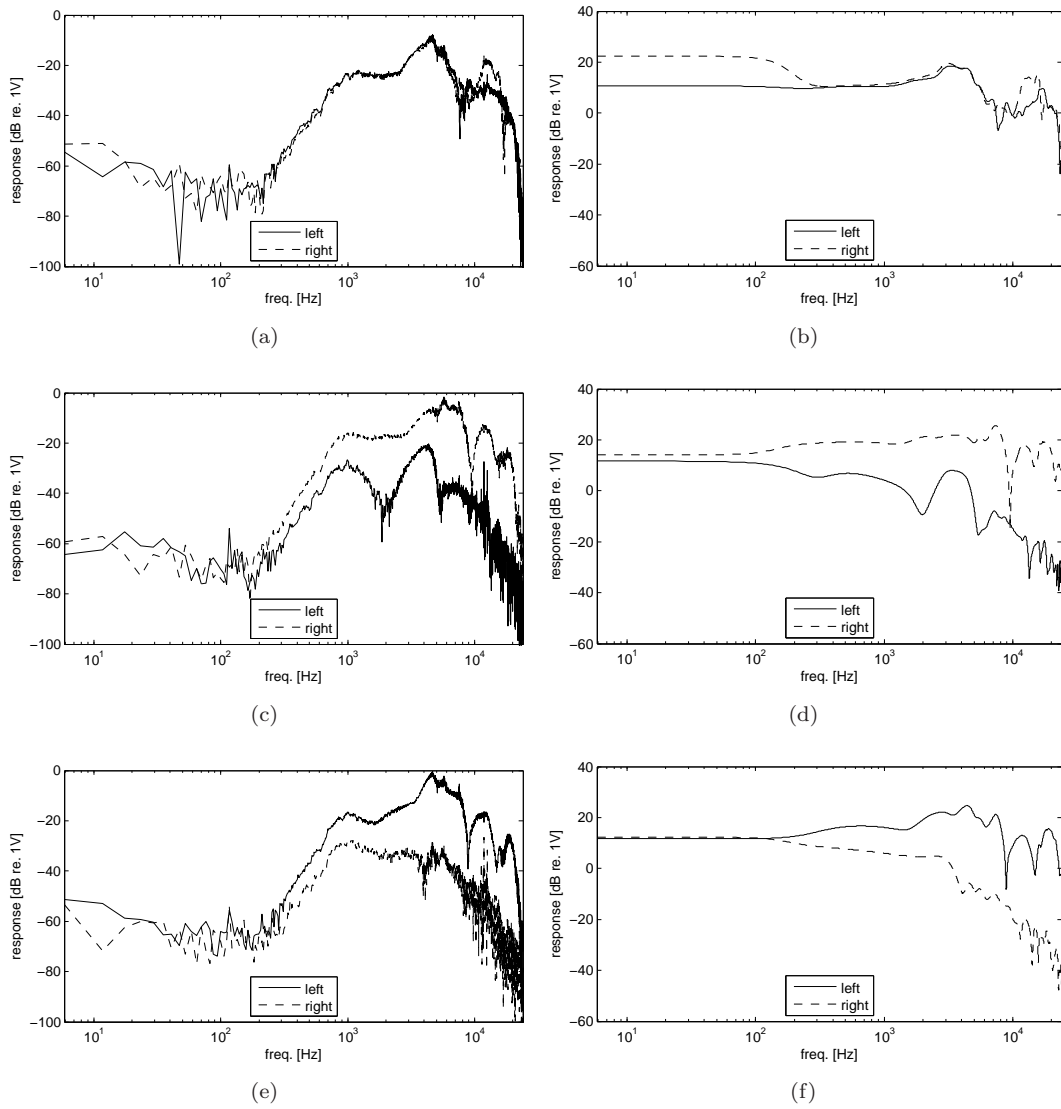 0
−20
−40
−60
−80
−100
response [dB re. 1V]
10^1
10^2
10^3
10^4
freq. [Hz]
left
right
(a)
40
20
0
−20
−40
−60
response [dB re. 1V]
10^1
10^2
10^3
10^4
freq. [Hz]
left
right
(b)
0
−20
−40
−60
−80
−100
response [dB re. 1V]
10^1
10^2
10^3
10^4
freq. [Hz]
left
right
(c)
40
20
0
−20
−40
−60
response [dB re. 1V]
10^1
10^2
10^3
10^4
freq. [Hz]
left
right
(d)
0
−20
−40
−60
−80
−100
response [dB re. 1V]
10^1
10^2
10^3
10^4
freq. [Hz]
left
right
(e)
40
20
0
−20
−40
−60
response [dB re. 1V]
10^1
10^2
10^3
10^4
freq. [Hz]
left
right
(f)